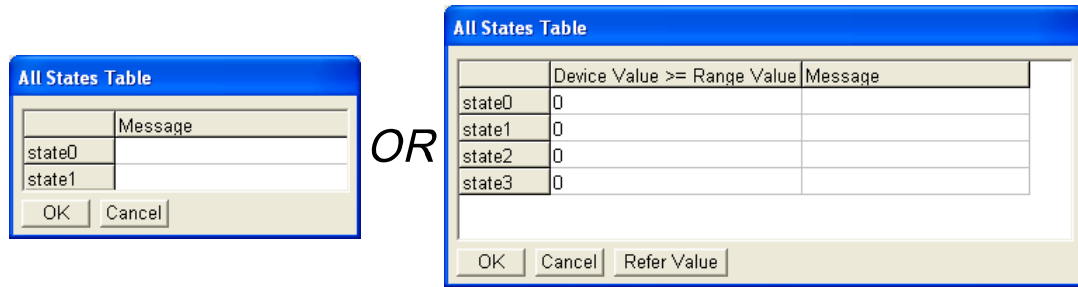 All States Table
Message
state0
state1
OK Cancel
OR
All States Table
Device Value >= Range Value Message
state0 0
state1 0
state2 0
state3 0
OK Cancel Refer Value